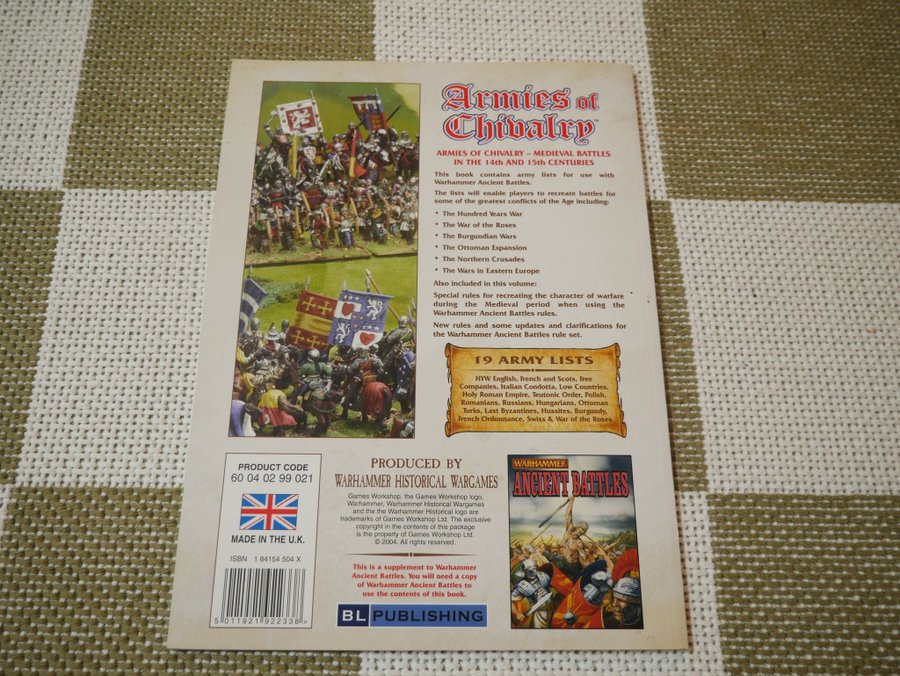 Armies of
Chivalry™
ARMIES OF CHIVALRY – MEDIEVAL BATTLES
IN THE 14th AND 15th CENTURIES
This book contains army lists for use with
Warhammer Ancient Battles.
The lists will enable players to recreate battles for
some of the greatest conflicts of the Age including:
* The Hundred Years War
* The War of the Roses
* The Burgundian Wars
* The Ottoman Expansion
* The Northern Crusades
* The Wars in Eastern Europe
Also included in this volume:
Special rules for recreating the character of warfare
during the Medieval period when using the
Warhammer Ancient Battles rules.
New rules and some updates and clarifications for
the Warhammer Ancient Battles rule set.
19 ARMY LISTS
HYW English, French and Scots, free
Companies, Italian Condotta, Low Countries,
Holy Roman Empire, Teutonic Order, Polish,
Romanians, Russians, Hungarians, Ottoman
Turks, Last Byzantines, Hussites, Burgundy,
French Ordonnance, Swiss & War of the Roses
PRODUCT CODE
60 04 02 99 021
MADE IN THE U.K.
ISBN 1 84154 504 X
5 011921 922338 >
PRODUCED BY
WARHAMMER HISTORICAL WARGAMES
Games Workshop, the Games Workshop logo,
Warhammer, Warhammer Historical Wargames
and the the Warhammer Historical logo are
trademarks of Games Workshop Ltd. The exclusive
copyright in the contents of this package
is the property of Games Workshop Ltd.
© 2004. All rights reserved.
This is a supplement to Warhammer
Ancient Battles. You will need a copy
of Warhammer Ancient Battles to
use the contents of this book.
BL PUBLISHING
WARHAMMER
ANCIENT BATTLES